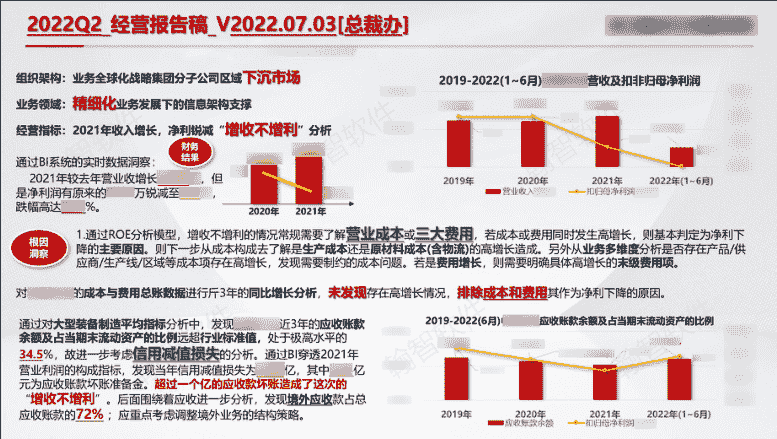 2022Q2_经营报告稿_V2022.07.03[总裁办]
组织架构：业务全球化战略集团分子公司区域下沉市场
业务领域：精细化业务发展下的信息架构支撑
经营指标：2021年收入增长，净利锐减“增收不增利”分析
通过BI系统的实时数据洞察：
2021年较去年营业收增长，但
是净利润有原来的万锐减至，
跌幅高达%。
财务
结果
2020年
2021年
2019-2022(1~6月)营收及扣非归母净利润
2019年
2020年
2021年
2022年(1~6月)
营业收入
扣归母净利润
根因
洞察
1.通过ROE分析模型，增收不增利的情况常规需要了解营业成本或三大费用，若成本或费用同时发生高增长，则基本判定为净利下
降的主要原因。则下一步从成本构成去了解是生产成本还是原材料成本(含物流)的高增长造成。另外从业务多维度分析是否存在产品/供
应商/生产线/区域等成本项存在高增长，发现需要制约的成本问题。若是费用增长，则需要明确具体高增长的末级费用项。
对的成本与费用总账数据进行近3年的同比增长分析，未发现存在高增长情况，排除成本和费用其作为净利下降的原因。
通过对大型装备制造平均指标分析中，发现近3年的应收账款
余额及占当期末流动资产的比例远超行业标准值，处于极高水平的
34.5%，故进一步考虑信用减值损失的分析。通过BI穿透2021年
营业利润的构成指标，发现当年信用减值损失为亿，其中亿
元为应收账款坏账准备金。超过一个亿的应收款坏账造成了这次的
“增收不增利”。后面围绕着应收进一步分析，发现境外应收款占总
应收账款的72%；应重点考虑调整境外业务的结构策略。
2019-2022(6月)应收账款余额及占当期末流动资产的比例
2019年
2020年
2021年
2022年(1~6月)
应收账款余额
扣归母净利润